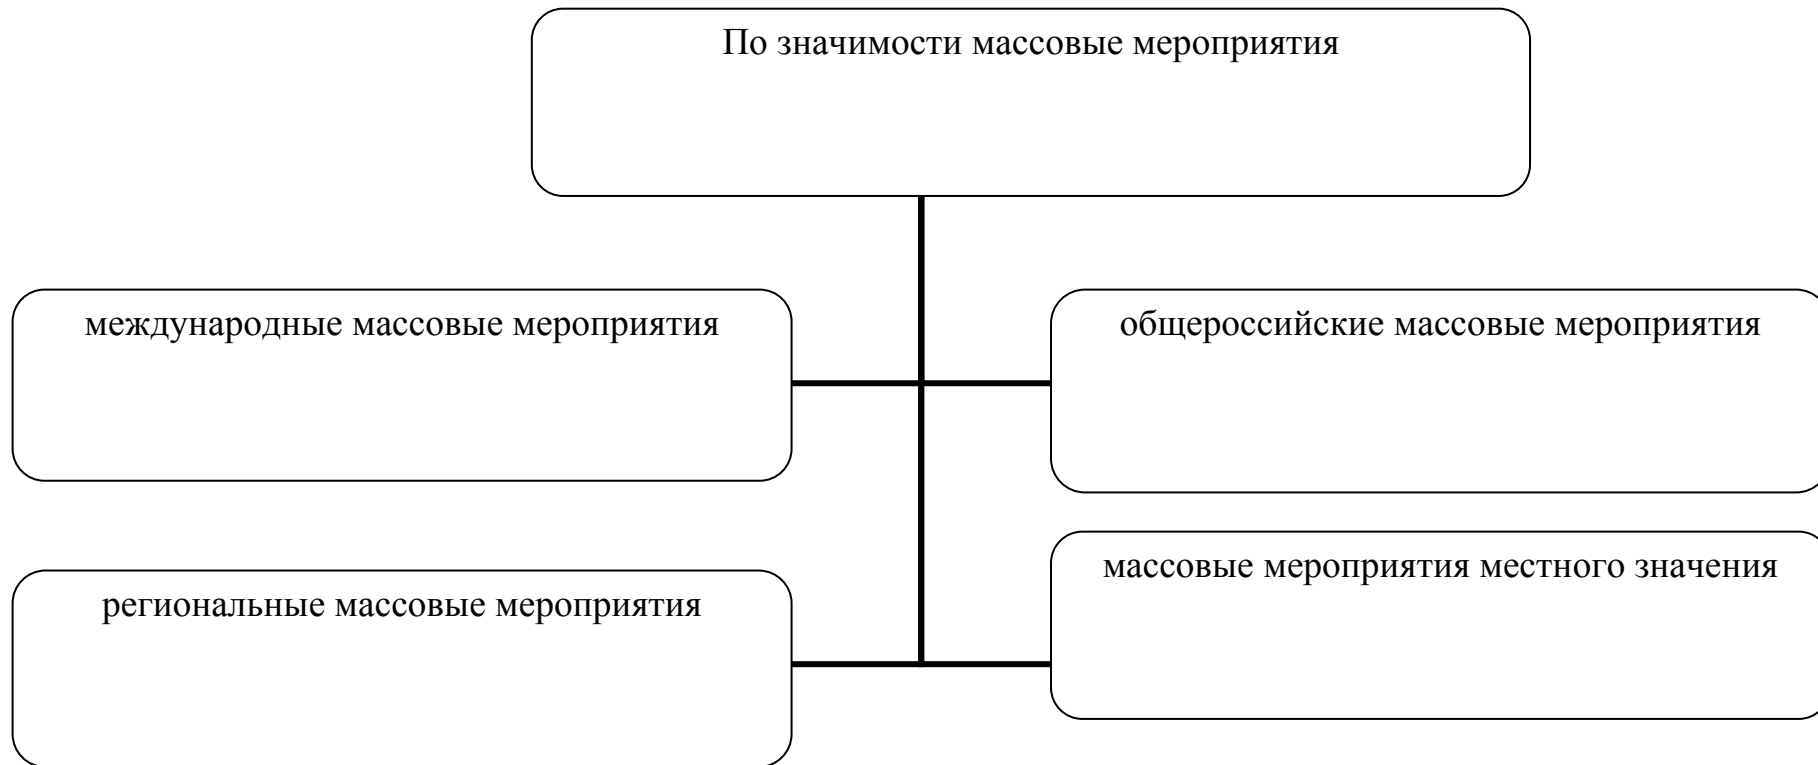 По значимости массовые мероприятия
международные массовые мероприятия
общероссийские массовые мероприятия
региональные массовые мероприятия
массовые мероприятия местного значения